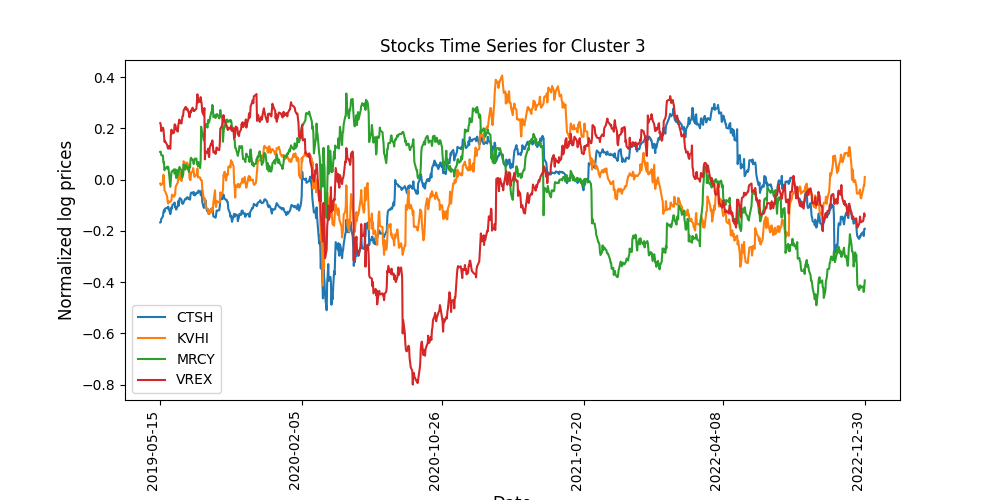 Stocks Time Series for Cluster 3
Normalized log prices
0.4
0.2
0.0
−0.2
−0.4
−0.6
−0.8
CTSH
KVHI
MRCY
VREX
2019-05-15
2020-02-05
2020-10-26
2021-07-20
2022-04-08
2022-12-30
Date